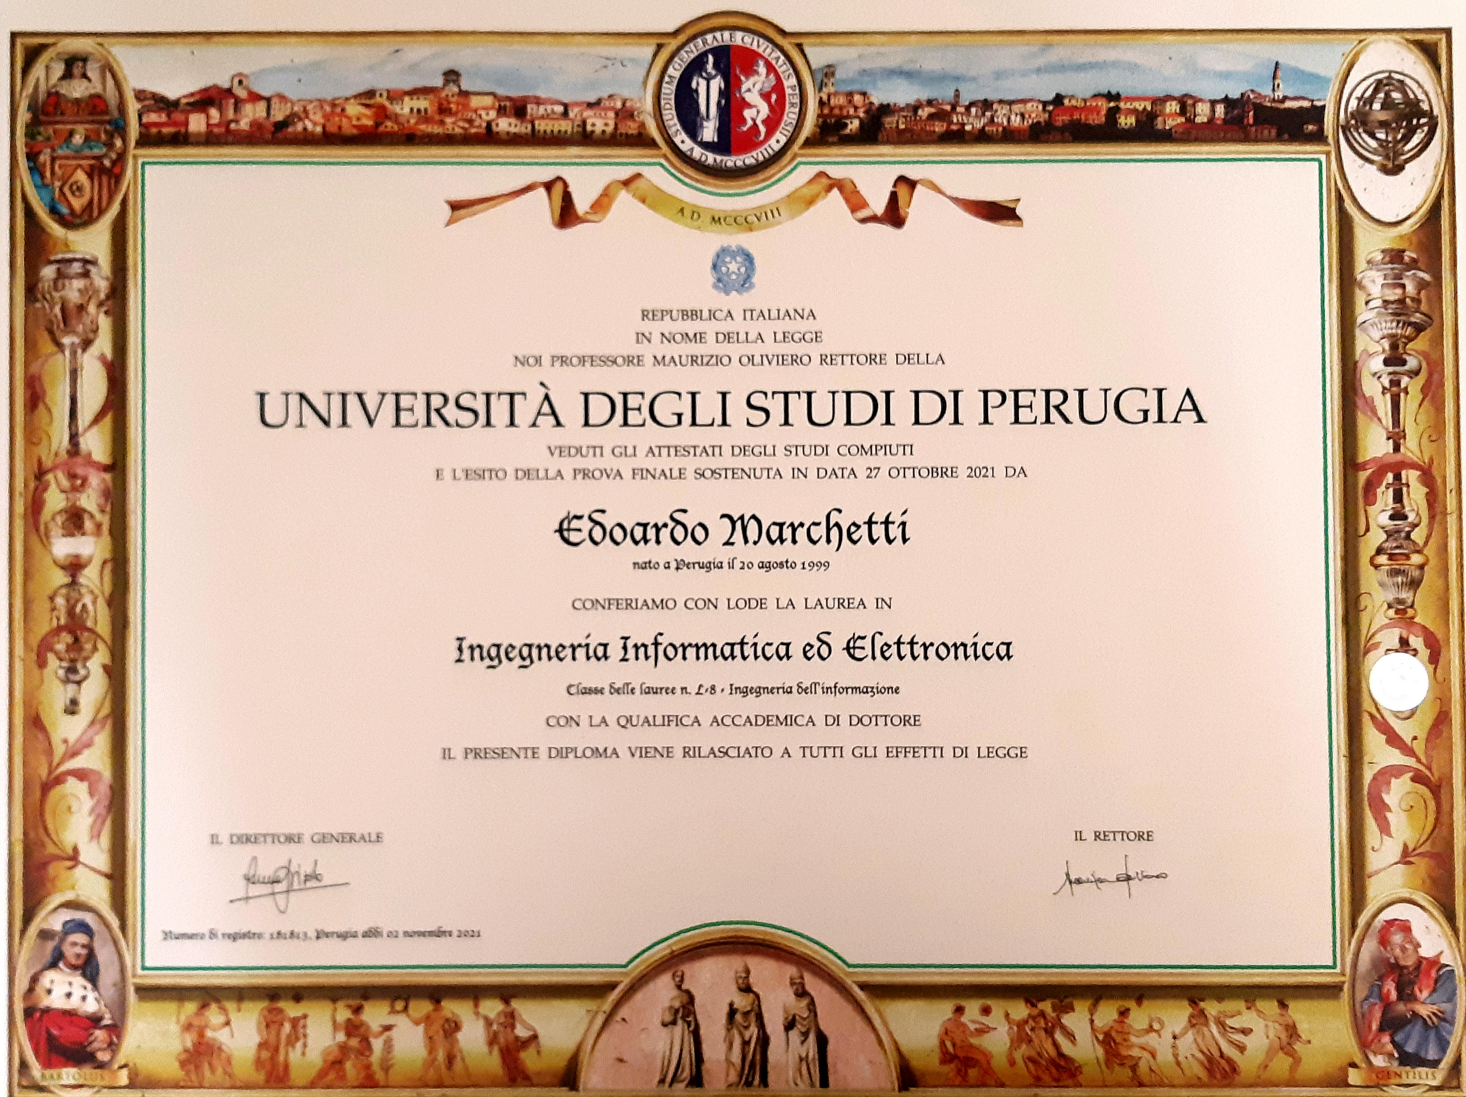 STUDIUM GENERALE CIVITATIS PERUSII
A.D. MCCCVIII
A.D. MCCCVIII
REPUBBLICA ITALIANA
IN NOME DELLA LEGGE
NOI PROFESSORE MAURIZIO OLIVIERO RETTORE DELLA
UNIVERSITÀ DEGLI STUDI DI PERUGIA
VEDUTI GLI ATTESTATI DEGLI STUDI COMPIUTI
E L'ESITO DELLA PROVA FINALE SOSTENUTA IN DATA 27 OTTOBRE 2021 DA
Edoardo Marchetti
nato a Perugia il 20 agosto 1999
CONFERIAMO CON LODE LA LAUREA IN
Ingegneria Informatica ed Elettronica
Classe delle lauree n. L-8 - Ingegneria dell'informazione
CON LA QUALIFICA ACCADEMICA DI DOTTORE
IL PRESENTE DIPLOMA VIENE RILASCIATO A TUTTI GLI EFFETTI DI LEGGE
IL DIRETTORE GENERALE
IL RETTORE
Numero di registro: 181813, Perugia addì 02 novembre 2021
BARTOLUS
GENTILIS